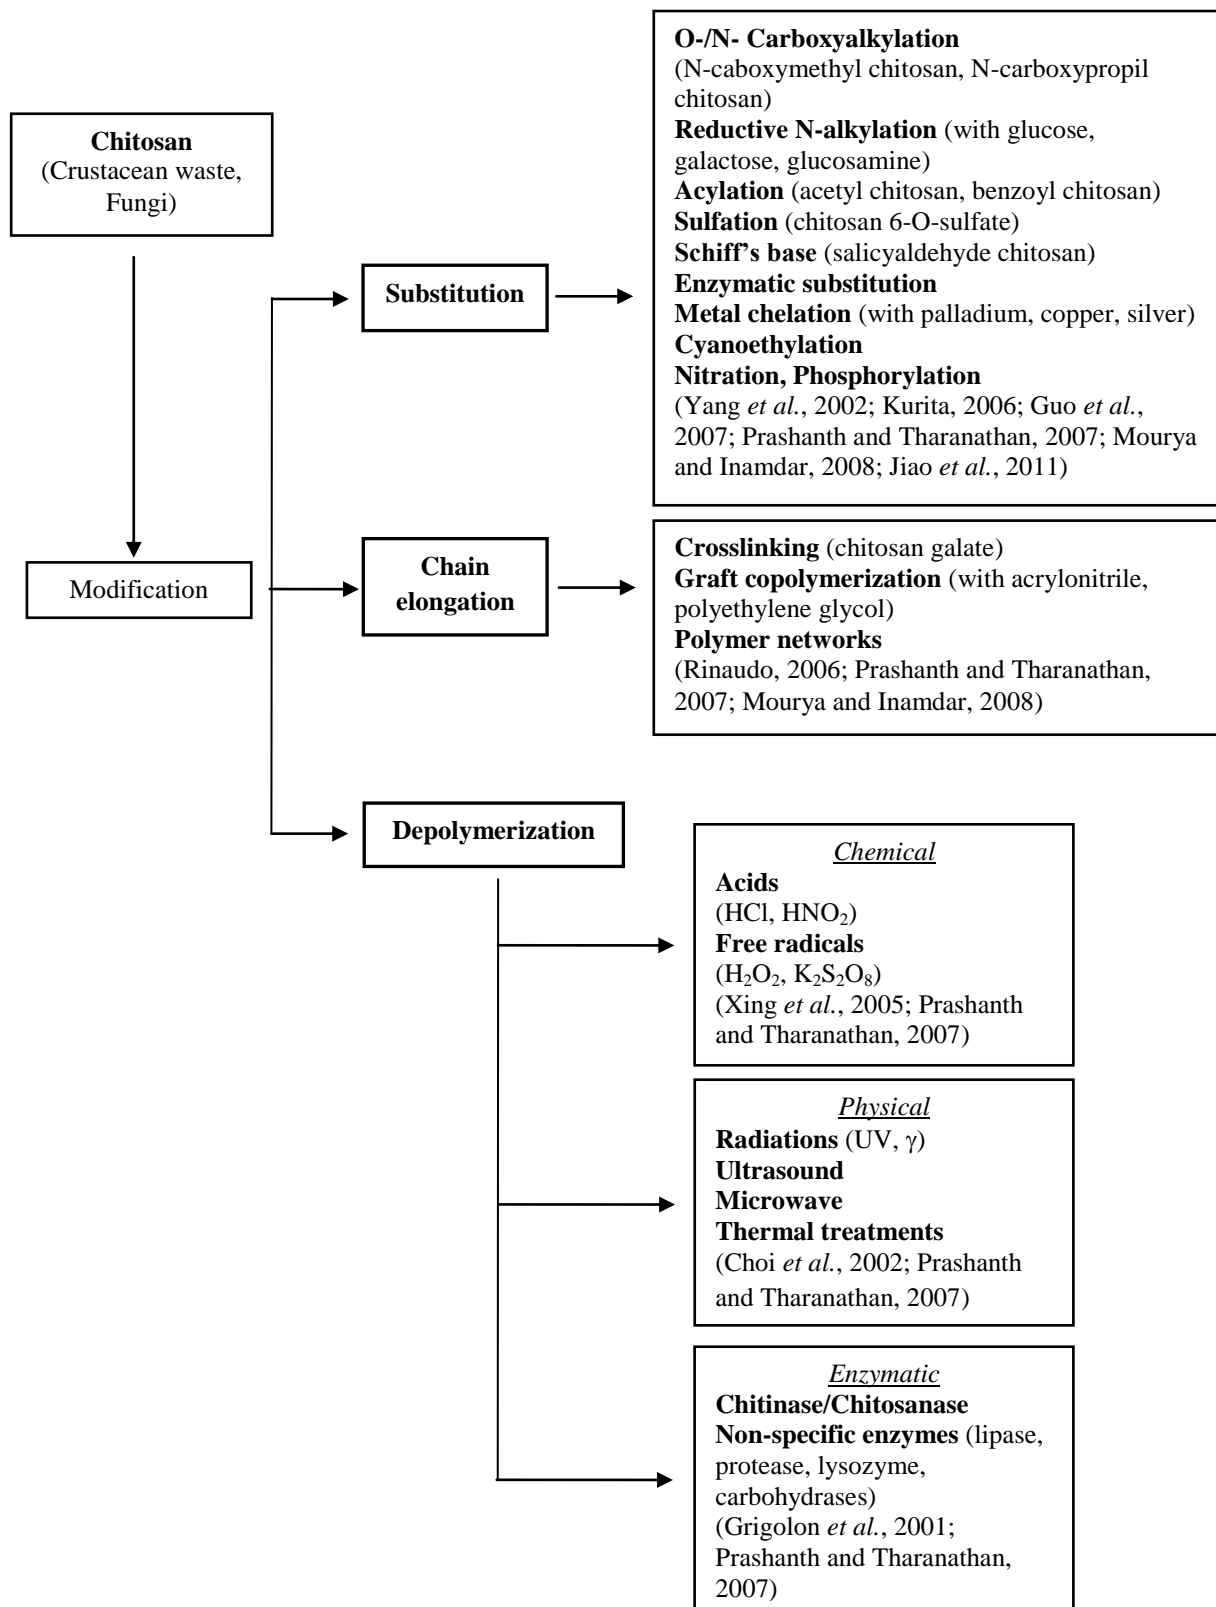 Chitosan
(Crustacean waste,
Fungi)
Modification
Substitution
O-/N- Carboxyalkylation
(N-caboxymethyl chitosan, N-carboxypropil
chitosan)
Reductive N-alkylation (with glucose,
galactose, glucosamine)
Acylation (acetyl chitosan, benzoyl chitosan)
Sulfation (chitosan 6-O-sulfate)
Schiff’s base (salicyaldehyde chitosan)
Enzymatic substitution
Metal chelation (with palladium, copper, silver)
Cyanoethylation
Nitration, Phosphorylation
(Yang et al., 2002; Kurita, 2006; Guo et al.,
2007; Prashanth and Tharanathan, 2007; Mourya
and Inamdar, 2008; Jiao et al., 2011)
Chain
elongation
Crosslinking (chitosan galate)
Graft copolymerization (with acrylonitrile,
polyethylene glycol)
Polymer networks
(Rinaudo, 2006; Prashanth and Tharanathan,
2007; Mourya and Inamdar, 2008)
Depolymerization
Chemical
Acids
(HCl, HNO₂)
Free radicals
(H₂O₂, K₂S₂O₈)
(Xing et al., 2005; Prashanth
and Tharanathan, 2007)
Physical
Radiations (UV, γ)
Ultrasound
Microwave
Thermal treatments
(Choi et al., 2002; Prashanth
and Tharanathan, 2007)
Enzymatic
Chitinase/Chitosanase
Non-specific enzymes (lipase,
protease, lysozyme,
carbohydrases)
(Grigolon et al., 2001;
Prashanth and Tharanathan,
2007)